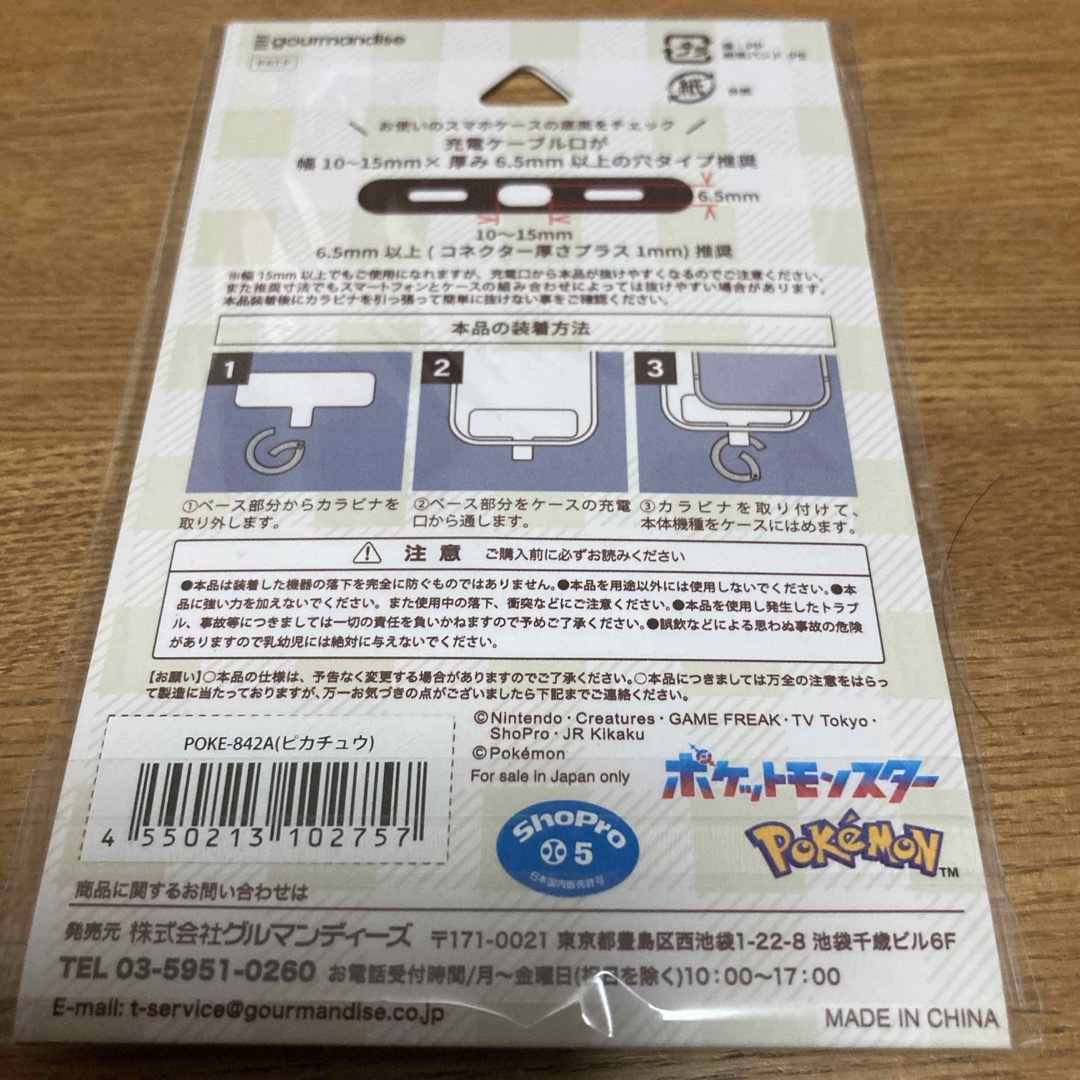 gourmandise
お使いのスマホケースの底面をチェック
紙
台紙
充電ケーブル口が
幅10~15mm×厚み6.5mm以上の穴タイプ推奨
6.5mm
10~15mm
6.5mm以上(コネクター厚さプラス1mm)推奨
※幅15mm以上でもご使用になれますが、充電口から本品が抜けやすくなるのでご注意ください。
また推奨寸法でもスマートフォンとケースの組み合わせによっては抜けやすい場合があります。
本品装着後にカラビナを引っ張って簡単に抜けない事をご確認ください。
本品の装着方法
1
2
3
①ベース部分からカラビナを
取り外します。
②ベース部分をケースの充電
口から通します。
③カラビナを取り付けて、
本体機種をケースにはめます。
注意 ご購入前に必ずお読みください
●本品は装着した機器の落下を完全に防ぐものではありません。●本品を用途以外には使用しないでください。●本
品に強い力を加えないでください。また使用中の落下、衝突などにご注意ください。●本品を使用し発生したトラブ
ル、事故等につきましては一切の責任を負いかねますので予めご了承ください。●誤飲などによる思わぬ事故の危険
がありますので乳幼児には絶対に与えないでください。
【お願い】○本品の仕様は、予告なく変更する場合がありますのでご了承ください。○本品につきましては万全の注意をはらっ
て製造に当たっておりますが、万一お気づきの点がございましたら下記までご連絡ください。
POKE-842A(ピカチュウ)
4 550213 102757
©Nintendo・Creatures・GAME FREAK・TV Tokyo・
ShoPro・JR Kikaku
©Pokémon
For sale in Japan only
ShoPro
5
日本国内販売許可
ポケットモンスター
POKéMON™
商品に関するお問い合わせは
発売元 株式会社グルマンディーズ 〒171-0021 東京都豊島区西池袋1-22-8 池袋千歳ビル6F
TEL 03-5951-0260 お電話受付時間/月~金曜日(祝日を除く)10:00~17:00
E-mail: t-service@gourmandise.co.jp
MADE IN CHINA